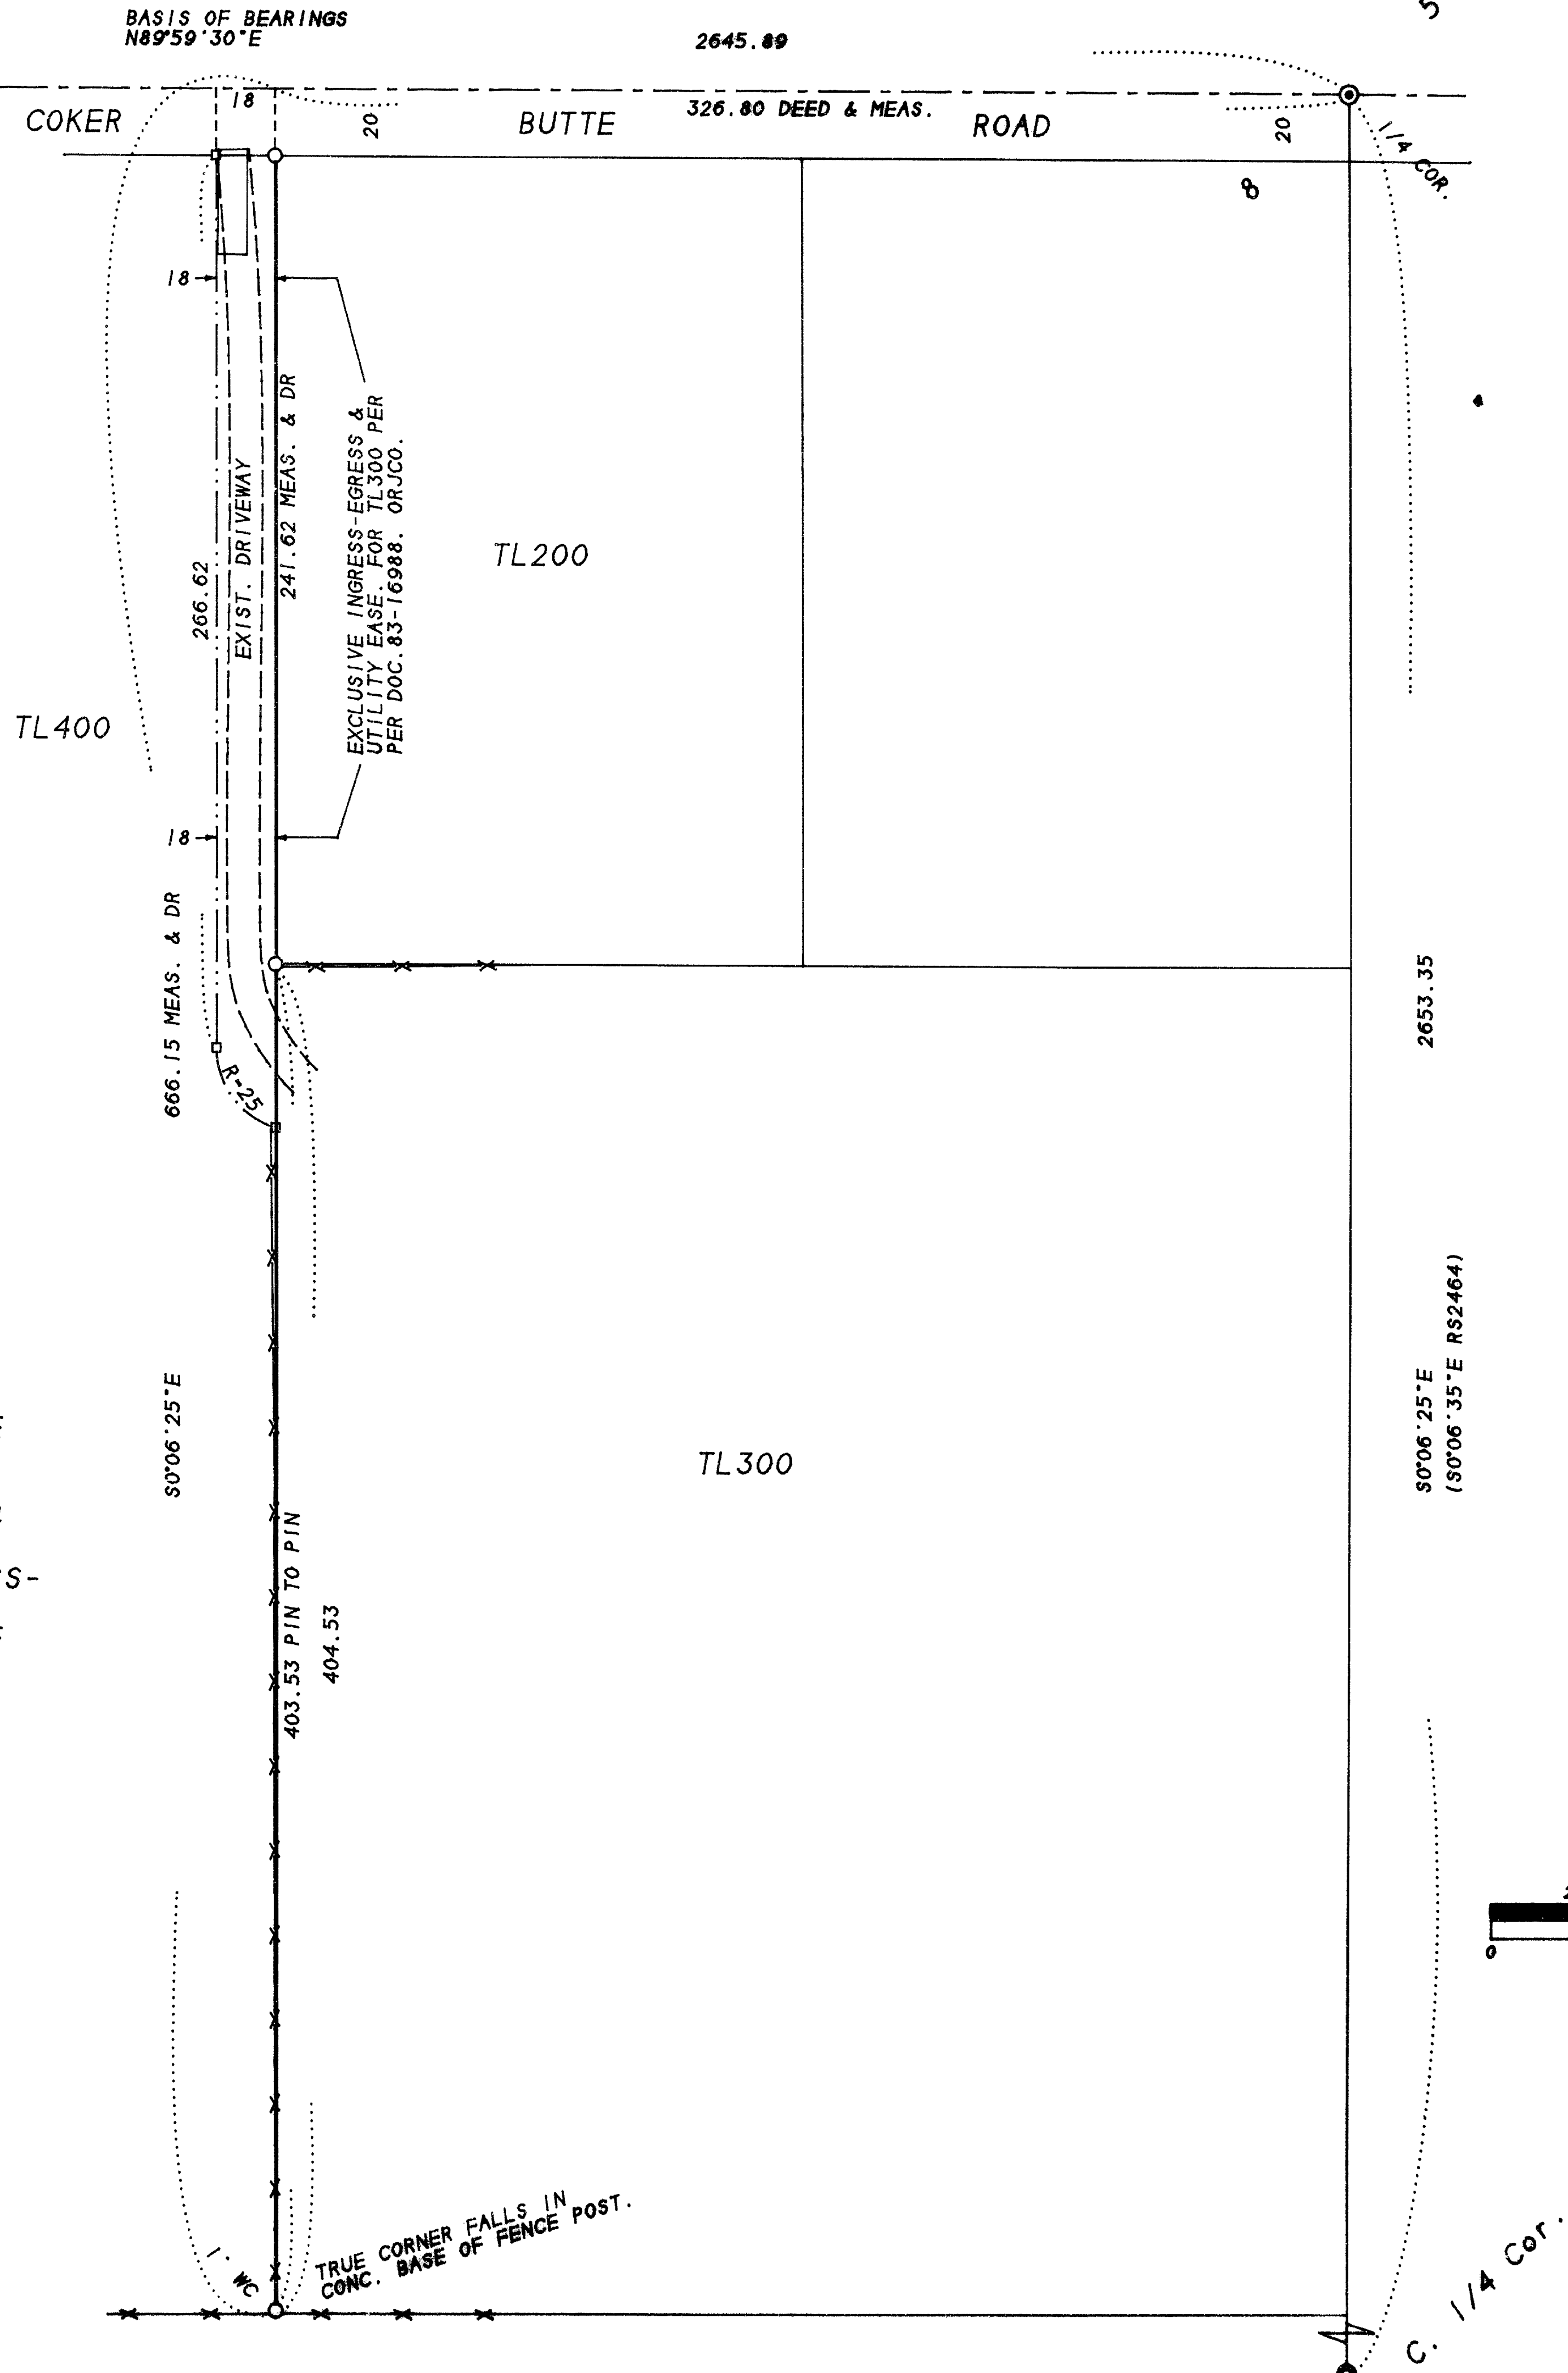 BASIS OF BEARINGS
N89°59'30"E
2645.89
5
18
COKER BUTTE ROAD
326.80 DEED & MEAS.
20
20
1/4 COR.
8
18
241.62 MEAS. & DR
EXCLUSIVE INGRESS-EGRESS &
UTILITY EASE. FOR TL300 PER
PER DOC. 83-16988. ORJCO.
EXIST. DRIVEWAY
266.62
TL200
TL400
18
666.15 MEAS. & DR
R=25
2653.35
S0°06'25"E
S0°06'25"E
(S0°06'35"E RS2464)
TL300
403.53 PIN TO PIN
404.53
S-
0
TRUE CORNER FALLS IN
CONC. BASE OF FENCE POST.
1' WC
C. 1/4 Cor.